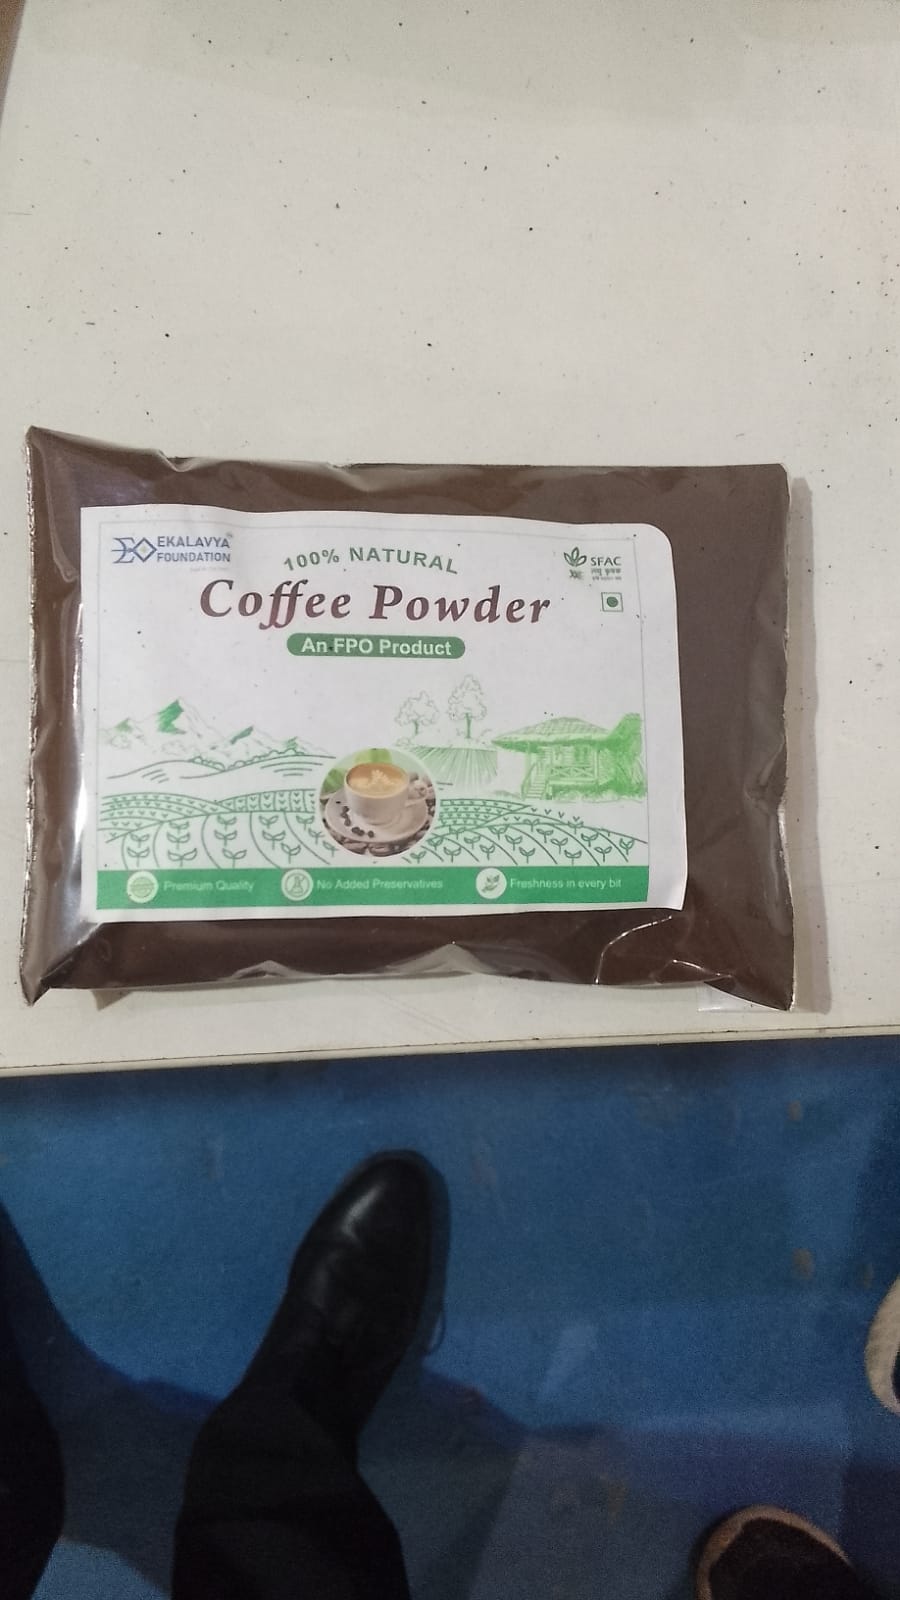 EKALAVYA
FOUNDATION
100% NATURAL
Coffee Powder
An FPO Product
SFAC
Premium Quality
No Added Preservatives
Freshness in every bit